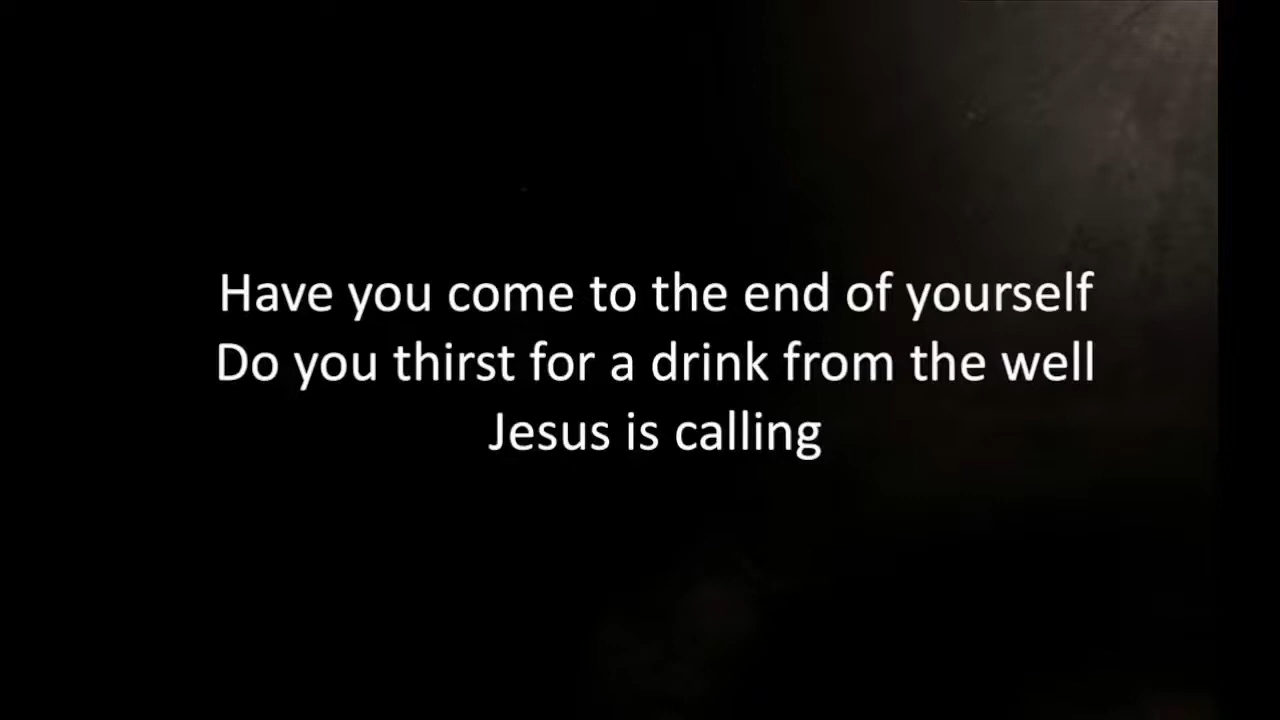 Have you come to the end of yourself
Do you thirst for a drink from the well
Jesus is calling